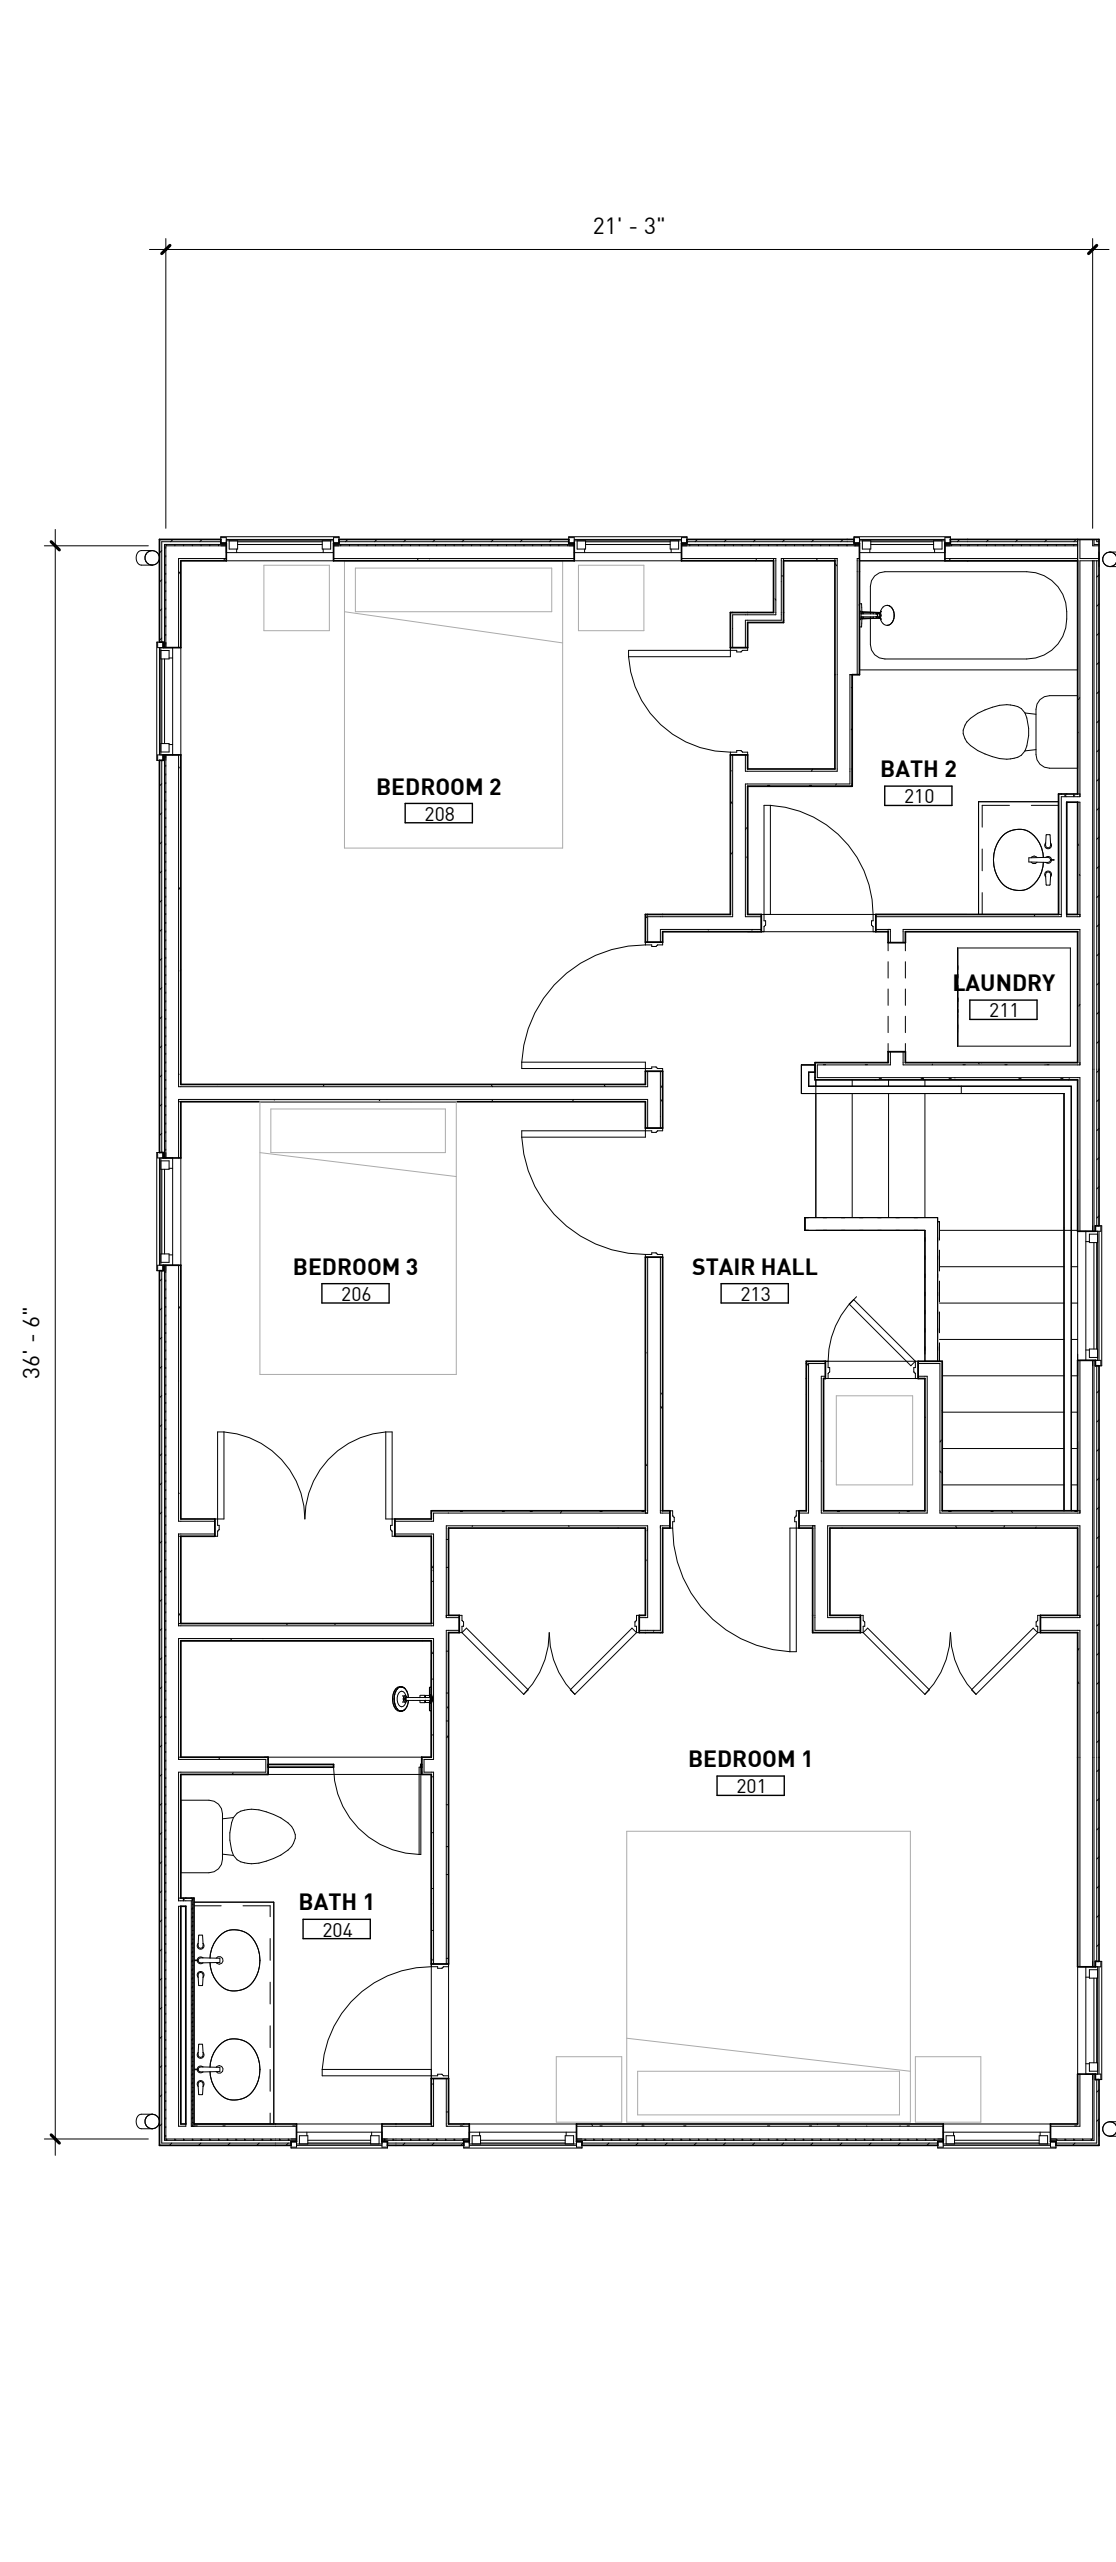 21' - 3"
BEDROOM 2
208
BATH 2
210
LAUNDRY
211
36' - 6"
BEDROOM 3
206
STAIR HALL
213
BEDROOM 1
201
BATH 1
204